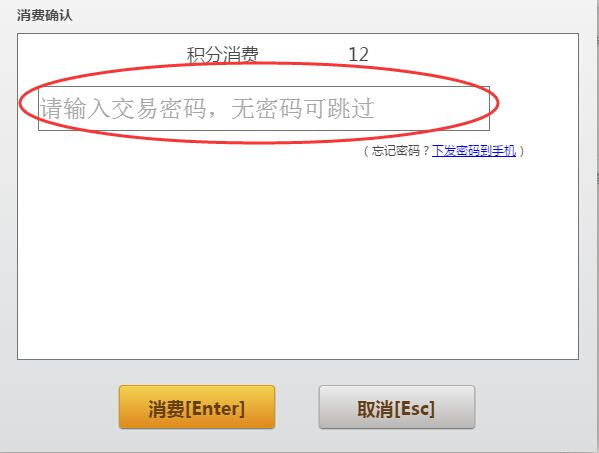 消费确认
积分消费 12
请输入交易密码，无密码可跳过
（忘记密码？下发密码到手机）
消费[Enter] 取消[Esc]